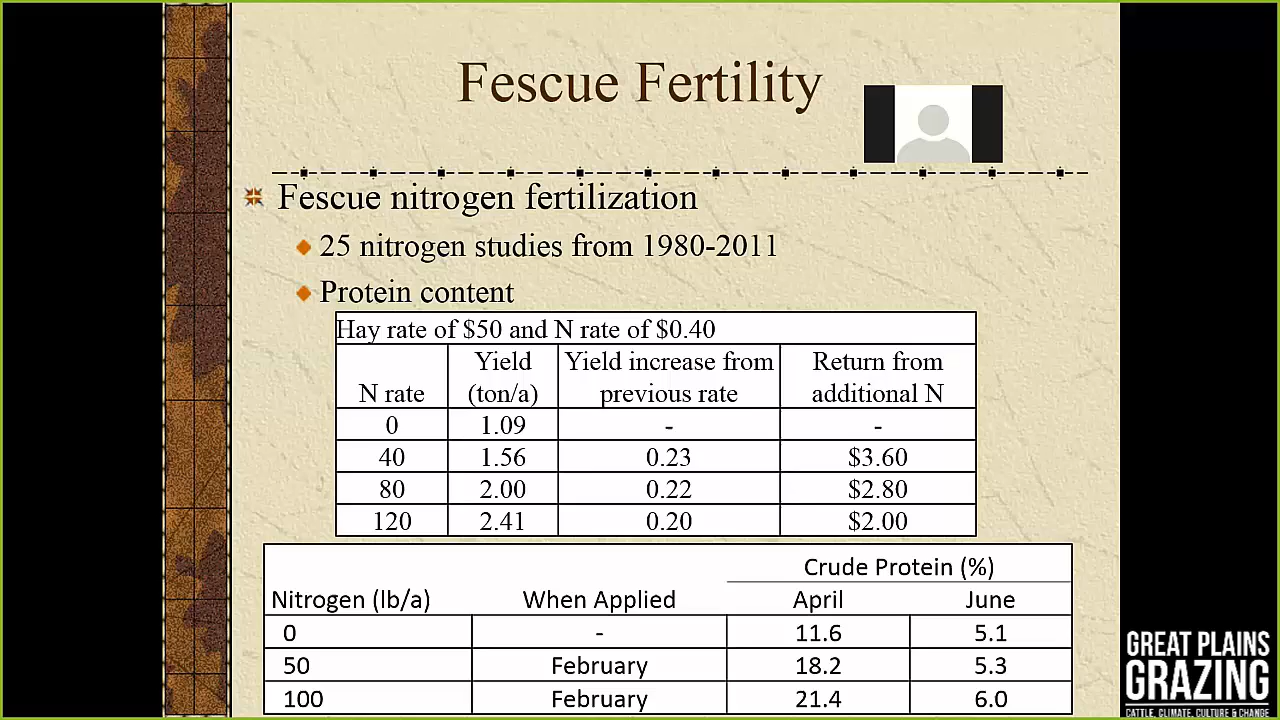 Fescue Fertility
Fescue nitrogen fertilization
25 nitrogen studies from 1980-2011
Protein content
Hay rate of $50 and N rate of $0.40
N rate Yield (ton/a) Yield increase from previous rate Return from additional N
0 1.09 - -
40 1.56 0.23 $3.60
80 2.00 0.22 $2.80
120 2.41 0.20 $2.00
Crude Protein (%)
Nitrogen (lb/a) When Applied April June
0 - 11.6 5.1
50 February 18.2 5.3
100 February 21.4 6.0
GREAT PLAINS
GRAZING
CATTLE, CLIMATE, CULTURE & CHANGE